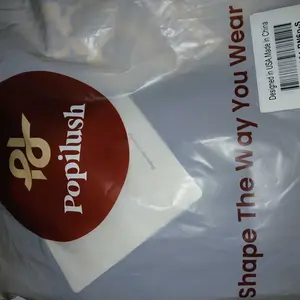 Popilush
Shape The Way You Wear
Designed in USA Made in China